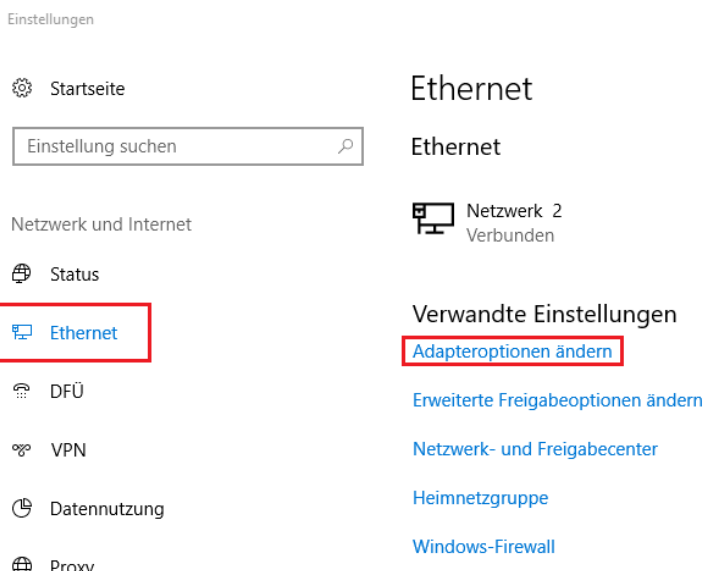 Einstellungen
Startseite
Einstellung suchen
Netzwerk und Internet
Status
Ethernet
DFÜ
VPN
Datennutzung
Proxy
Ethernet
Ethernet
Netzwerk 2
Verbunden
Verwandte Einstellungen
Adapteroptionen ändern
Erweiterte Freigabeoptionen ändern
Netzwerk- und Freigabecenter
Heimnetzgruppe
Windows-Firewall